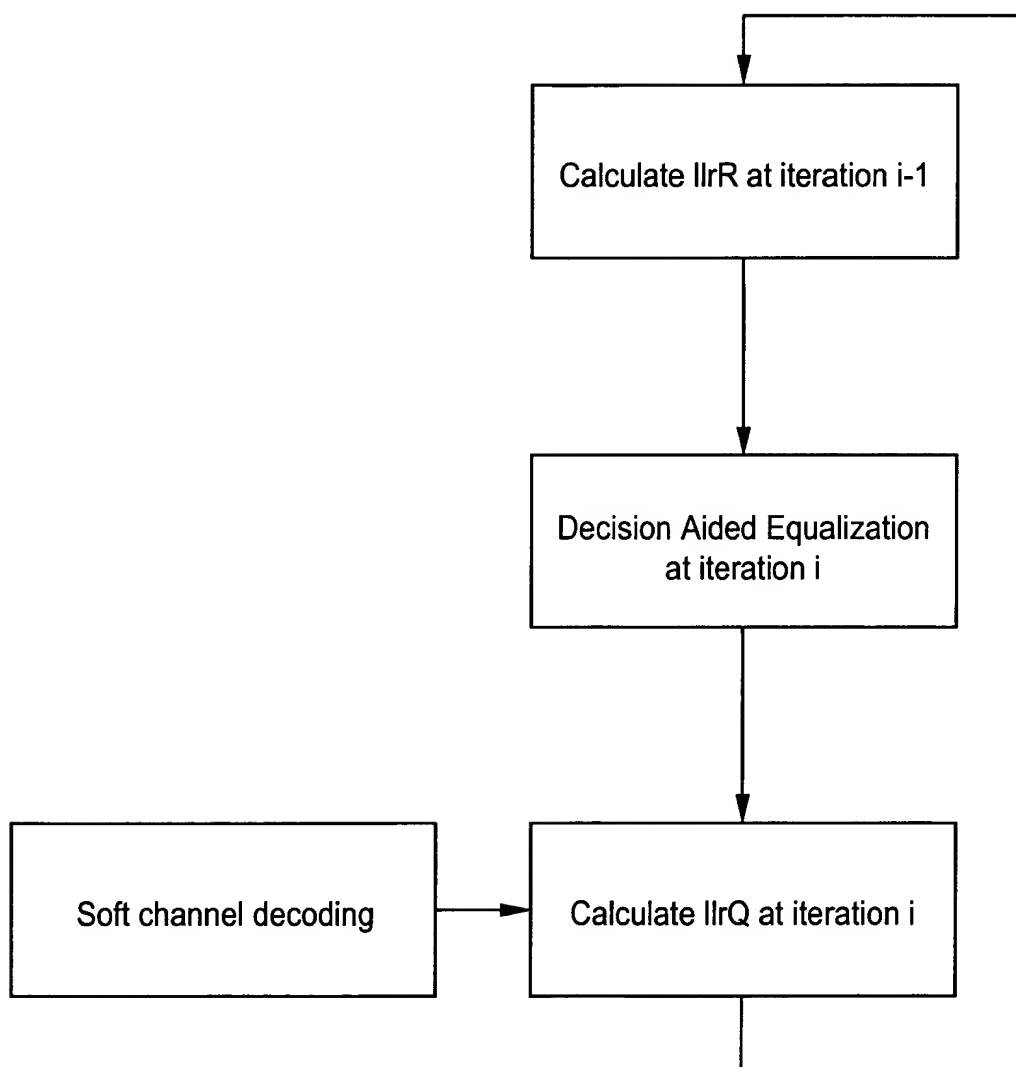 Calculate llrR at iteration i-1
Decision Aided Equalization
at iteration i
Soft channel decoding
Calculate llrQ at iteration i